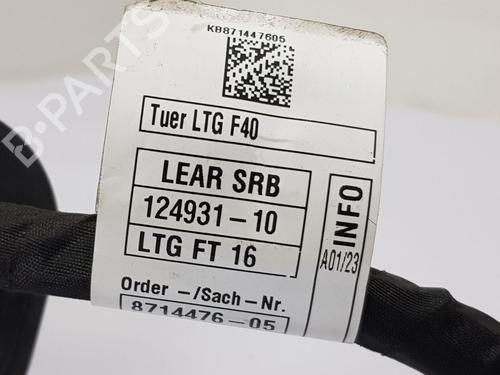 KB871447605
Tuer LTG F40
LEAR SRB
124931-10
LTG FT 16
INFO
A01/23
Order -/Sach-Nr.
8714476-05
B-PARTS